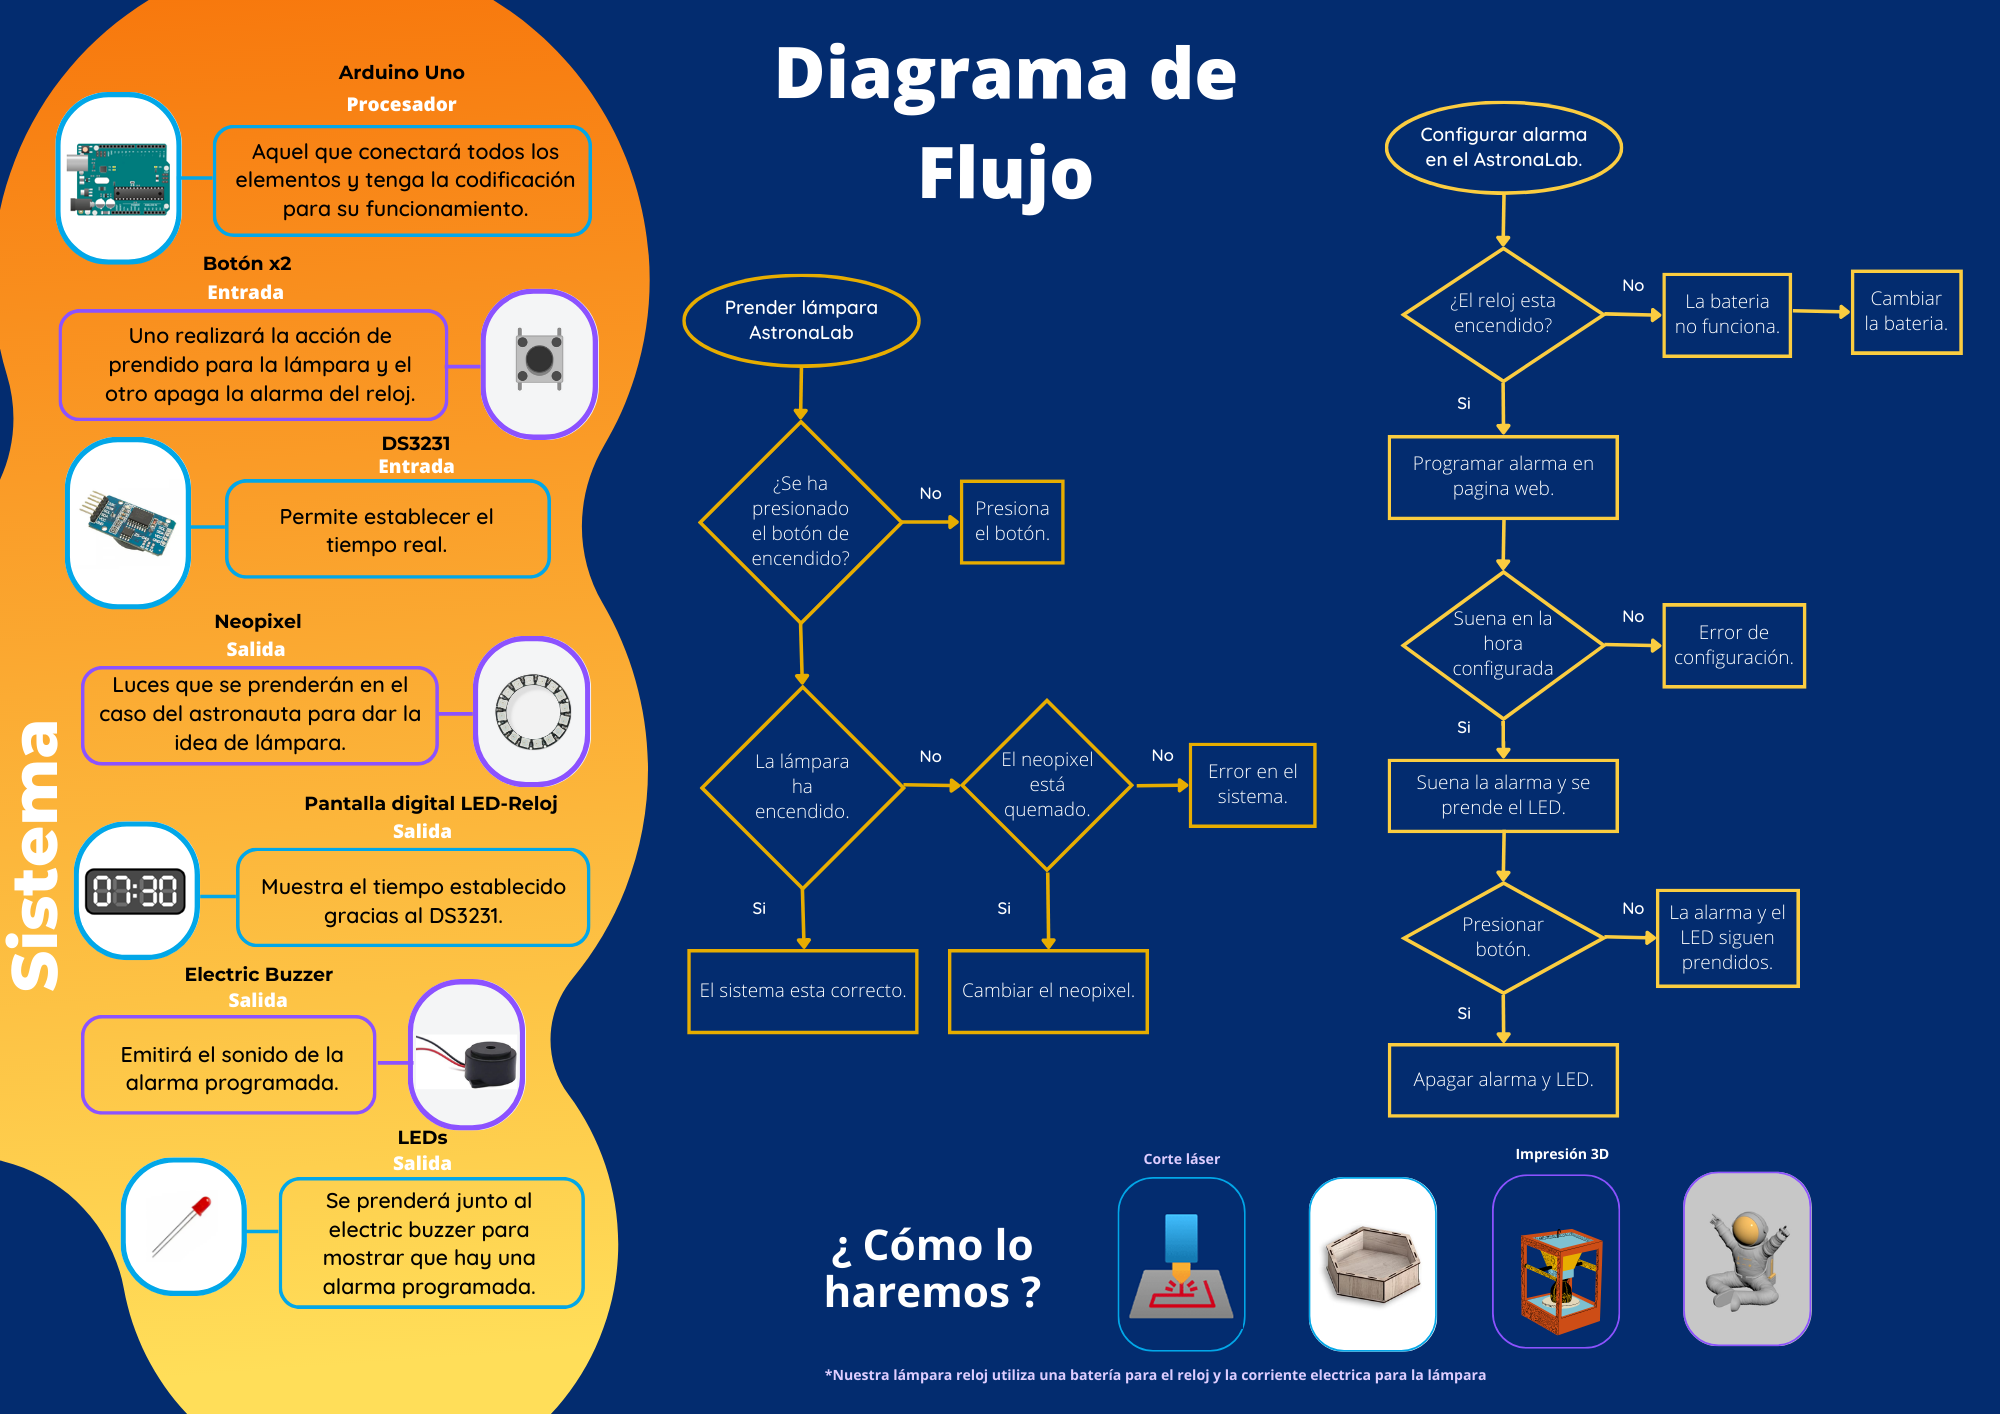 Arduino Uno
Procesador
Aquel que conectará todos los
elementos y tenga la codificación
para su funcionamiento.
Botón x2
Entrada
Uno realizará la acción de
prendido para la lámpara y el
otro apaga la alarma del reloj.
DS3231
Entrada
Permite establecer el
tiempo real.
Neopixel
Salida
Luces que se prenderán en el
caso del astronauta para dar la
idea de lámpara.
Pantalla digital LED-Reloj
Salida
07:30
Muestra el tiempo establecido
gracias al DS3231.
Electric Buzzer
Salida
Emitirá el sonido de la
alarma programada.
LEDs
Salida
Se prenderá junto al
electric buzzer para
mostrar que hay una
alarma programada.
Sistema
Diagrama de
Flujo
Prender lámpara
AstronaLab
¿Se ha
presionado
el botón de
encendido?
No
Presiona
el botón.
La lámpara
ha
encendido.
No
El neopixel
está
quemado.
No
Error en el
sistema.
Si
Si
El sistema esta correcto.
Cambiar el neopixel.
Configurar alarma
en el AstronaLab.
¿El reloj esta
encendido?
No
La bateria
no funciona.
Cambiar
la bateria.
Si
Programar alarma en
pagina web.
Suena en la
hora
configurada
No
Error de
configuración.
Si
Suena la alarma y se
prende el LED.
Presionar
botón.
No
La alarma y el
LED siguen
prendidos.
Si
Apagar alarma y LED.
¿ Cómo lo
haremos ?
Corte láser
Impresión 3D
*Nuestra lámpara reloj utiliza una batería para el reloj y la corriente electrica para la lámpara